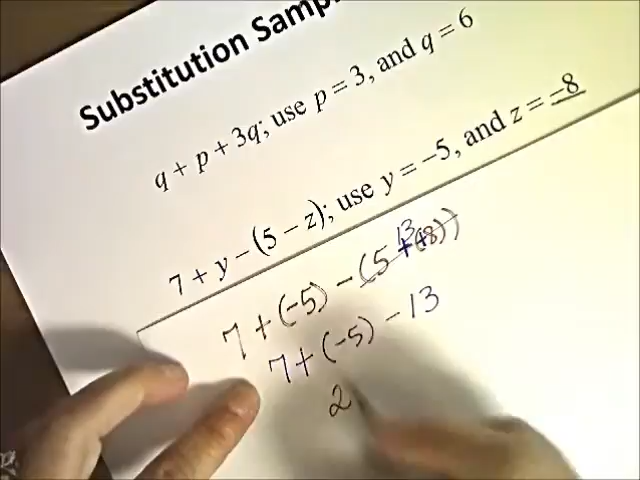 Substitution Samp
q + p + 3q; use p = 3, and q = 6
7 + y − (5 − z); use y = −5, and z = −8
13
7 + (−5) − (5 + (+8))
7 + (−5) − 13
2